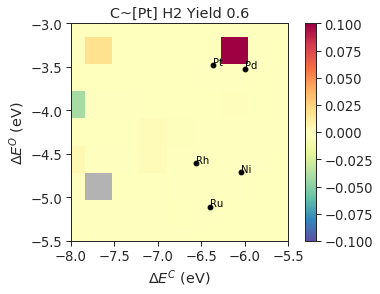 C~[Pt] H2 Yield 0.6
−3.0
−3.5
−4.0
−4.5
−5.0
−5.5
ΔE^O (eV)
Pt
Pd
Rh
Ni
Ru
−8.0 −7.5 −7.0 −6.5 −6.0 −5.5
ΔE^C (eV)
0.100
0.075
0.050
0.025
0.000
−0.025
−0.050
−0.075
−0.100